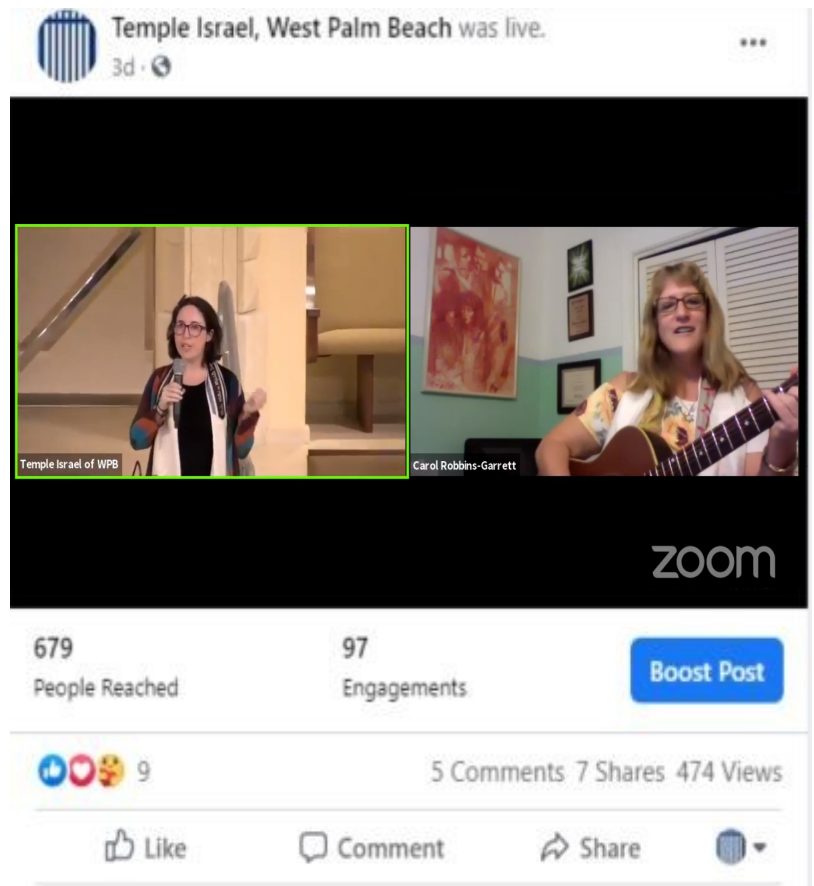 Temple Israel, West Palm Beach was live.
3d ·
Temple Israel of WPB
Carol Robbins-Garrett
zoom
679
People Reached
97
Engagements
Boost Post
9
5 Comments 7 Shares 474 Views
Like
Comment
Share